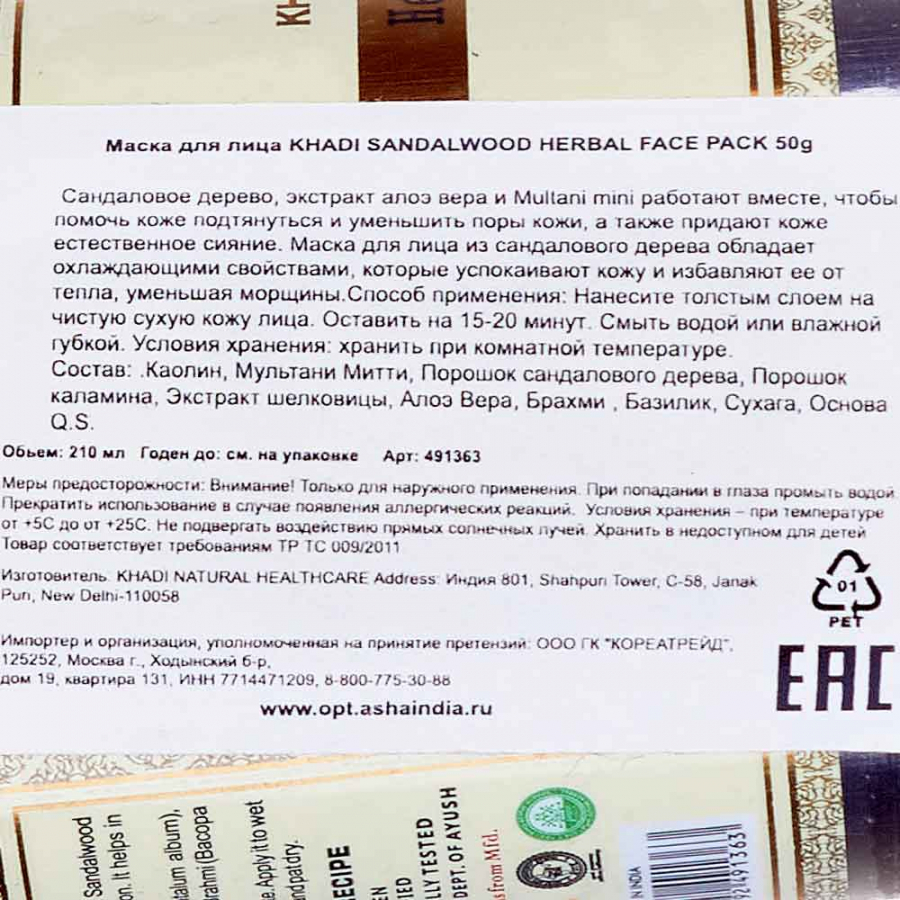 КН
Не
Маска для лица KHADI SANDALWOOD HERBAL FACE PACK 50g
Сандаловое дерево, экстракт алоэ вера и Multani mini работают вместе, чтобы
помочь коже подтянуться и уменьшить поры кожи, а также придают коже
естественное сияние. Маска для лица из сандалового дерева обладает
охлаждающими свойствами, которые успокаивают кожу и избавляют ее от
тепла, уменьшая морщины.Способ применения: Нанесите толстым слоем на
чистую сухую кожу лица. Оставить на 15-20 минут. Смыть водой или влажной
губкой. Условия хранения: хранить при комнатной температуре.
Состав: .Каолин, Мультани Митти, Порошок сандалового дерева, Порошок
каламина, Экстракт шелковицы, Алоэ Вера, Брахми , Базилик, Сухага, Основа
Q.S.
Обьем: 210 мл Годен до: см. на упаковке Арт: 491363
Меры предосторожности: Внимание! Только для наружного применения. При попадании в глаза промыть водой.
Прекратить использование в случае появления аллергических реакций. Условия хранения – при температуре
от +5С до от +25С. Не подвергать воздействию прямых солнечных лучей. Хранить в недоступном для детей
Товар соответствует требованиям ТР ТС 009/2011
Изготовитель: KHADI NATURAL HEALTHCARE Address: Индия 801, Shahpuri Tower, C-58, Janak
Puri, New Delhi-110058
01
PET
Импортер и организация, уполномоченная на принятие претензий: ООО ГК "КОРЕАТРЕЙД",
125252, Москва г., Ходынский б-р,
дом 19, квартира 131, ИНН 7714471209, 8-800-775-30-88
EAC
www.opt.ashaindia.ru
Sandalwood
on. It helps in
talum album),
rahmi (Bacopa
e. Apply it to wet
nd pat dry.
ECIPE
EN
IED
LLY TESTED
DEPT. OF AYUSH
s from Mfd.
N INDIA
92491363